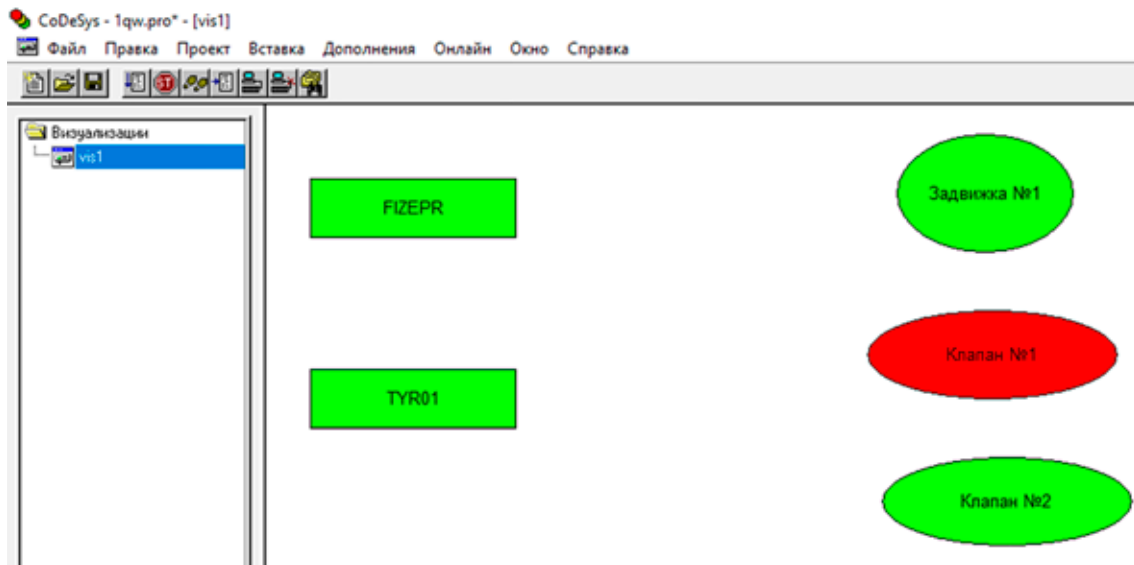 CoDeSys - 1qw.pro* - [vis1]
Файл Правка Проект Вставка Дополнения Онлайн Окно Справка
Визуализации
vis1
FIZEPR
Задвижка №1
Клапан №1
TYR01
Клапан №2